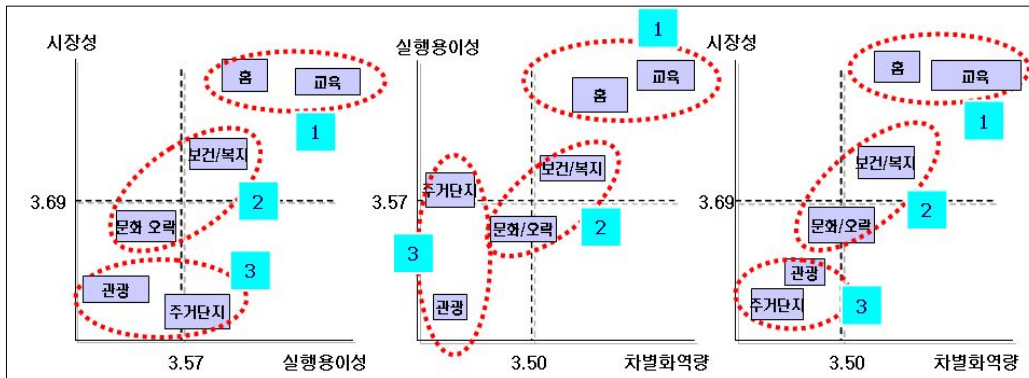 시장성
홈
교육
1
보건/복지
3.69
2
문화 오락
3
관광
주거단지
3.57
실행용이성
실행용이성
1
교육
홈
보건/복지
주거단지
3.57
2
문화/오락
3
관광
3.50
차별화역량
시장성
홈
교육
1
보건/복지
3.69
2
문화/오락
관광
3
주거단지
3.50
차별화역량